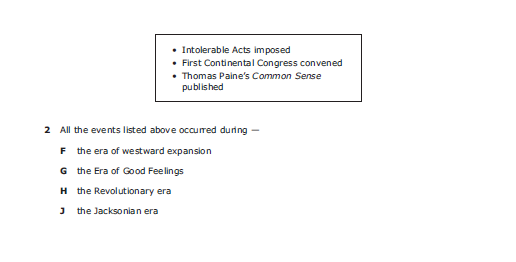 • Intolerable Acts imposed
• First Continental Congress convened
• Thomas Paine's Common Sense
published
2 All the events listed above occurred during —
F the era of westward expansion
G the Era of Good Feelings
H the Revolutionary era
J the Jacksonian era